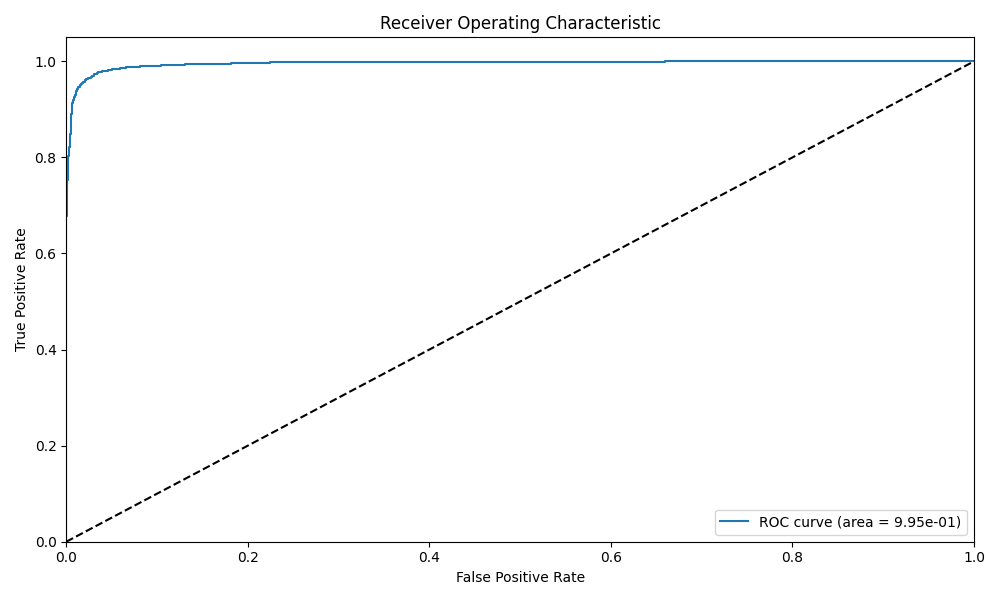 Receiver Operating Characteristic
True Positive Rate
1.0
0.8
0.6
0.4
0.2
0.0
0.0 0.2 0.4 0.6 0.8 1.0
False Positive Rate
ROC curve (area = 9.95e-01)